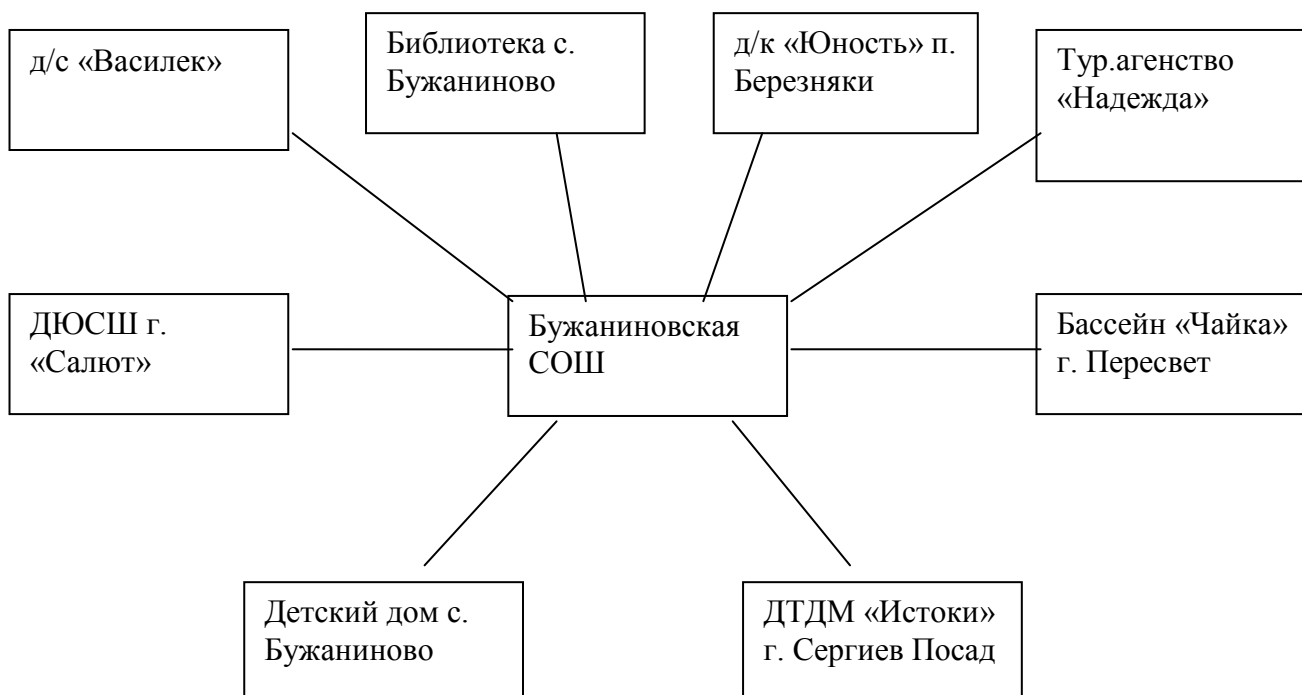 д/с «Василек»
Библиотека с.
Бужаниново
д/к «Юность» п.
Березняки
Тур.агенство
«Надежда»
ДЮСШ г.
«Салют»
Бужаниновская
СОШ
Бассейн «Чайка»
г. Пересвет
Детский дом с.
Бужаниново
ДТДМ «Истоки»
г. Сергиев Посад